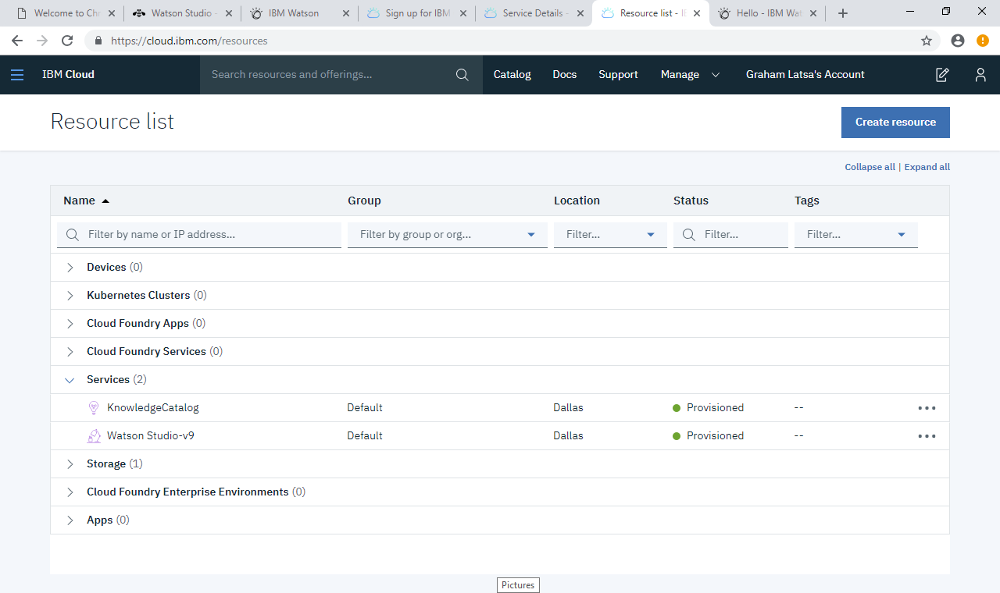 Welcome to Chr
Watson Studio -
IBM Watson
Sign up for IBM
Service Details -
Resource list - IB
Hello - IBM Wat
https://cloud.ibm.com/resources
IBM Cloud
Search resources and offerings...
Catalog
Docs
Support
Manage
Graham Latsa's Account
Resource list
Create resource
Collapse all | Expand all
Name Group Location Status Tags
Filter by name or IP address... Filter by group or org... Filter... Filter... Filter...
Devices (0)
Kubernetes Clusters (0)
Cloud Foundry Apps (0)
Cloud Foundry Services (0)
Services (2)
KnowledgeCatalog Default Dallas Provisioned --
Watson Studio-v9 Default Dallas Provisioned --
Storage (1)
Cloud Foundry Enterprise Environments (0)
Apps (0)
Pictures